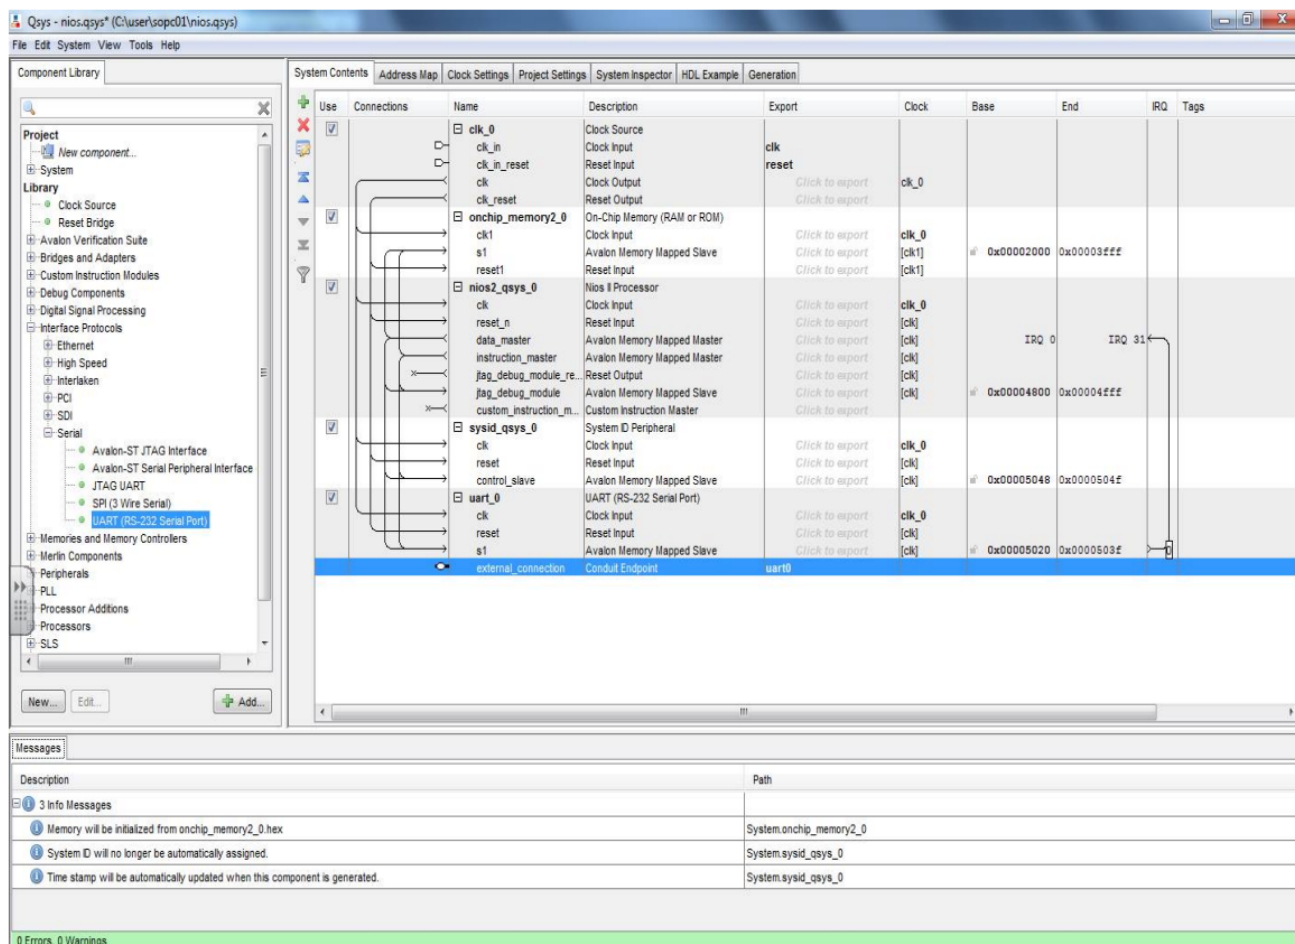 Qsys - nios.qsys* (C:\user\sopc01\nios.qsys)
File Edit System View Tools Help
Component Library
Project
New component...
System
Library
Clock Source
Reset Bridge
Avalon Verification Suite
Bridges and Adapters
Custom Instruction Modules
Debug Components
Digital Signal Processing
Interface Protocols
Ethernet
High Speed
Interlaken
PCI
SDI
Serial
Avalon-ST JTAG Interface
Avalon-ST Serial Peripheral Interface
JTAG UART
SPI (3 Wire Serial)
UART (RS-232 Serial Port)
Memories and Memory Controllers
Merlin Components
Peripherals
PLL
Processor Additions
Processors
SLS
New... Edit... Add...
System Contents Address Map Clock Settings Project Settings System Inspector HDL Example Generation
Use Connections Name Description Export Clock Base End IRQ Tags
clk_0 Clock Source
clk_in Clock Input clk
clk_in_reset Reset Input reset
clk Clock Output Click to export clk_0
clk_reset Reset Output Click to export
onchip_memory2_0 On-Chip Memory (RAM or ROM)
clk1 Clock Input Click to export clk_0
s1 Avalon Memory Mapped Slave Click to export [clk1] 0x00002000 0x00003fff
reset1 Reset Input Click to export [clk1]
nios2_qsys_0 Nios II Processor
clk Clock Input Click to export clk_0
reset_n Reset Input Click to export [clk]
data_master Avalon Memory Mapped Master Click to export [clk] IRQ 0 IRQ 31
instruction_master Avalon Memory Mapped Master Click to export [clk]
jtag_debug_module_re... Reset Output Click to export [clk]
jtag_debug_module Avalon Memory Mapped Slave Click to export [clk] 0x00004800 0x00004fff
custom_instruction_m... Custom Instruction Master Click to export
sysid_qsys_0 System ID Peripheral
clk Clock Input Click to export clk_0
reset Reset Input Click to export [clk]
control_slave Avalon Memory Mapped Slave Click to export [clk] 0x00005048 0x0000504f
uart_0 UART (RS-232 Serial Port)
clk Clock Input Click to export clk_0
reset Reset Input Click to export [clk]
s1 Avalon Memory Mapped Slave Click to export [clk] 0x00005020 0x0000503f 0
external_connection Conduit Endpoint uart0
Messages
Description Path
3 Info Messages
Memory will be initialized from onchip_memory2_0.hex System.onchip_memory2_0
System ID will no longer be automatically assigned. System.sysid_qsys_0
Time stamp will be automatically updated when this component is generated. System.sysid_qsys_0
0 Errors, 0 Warnings